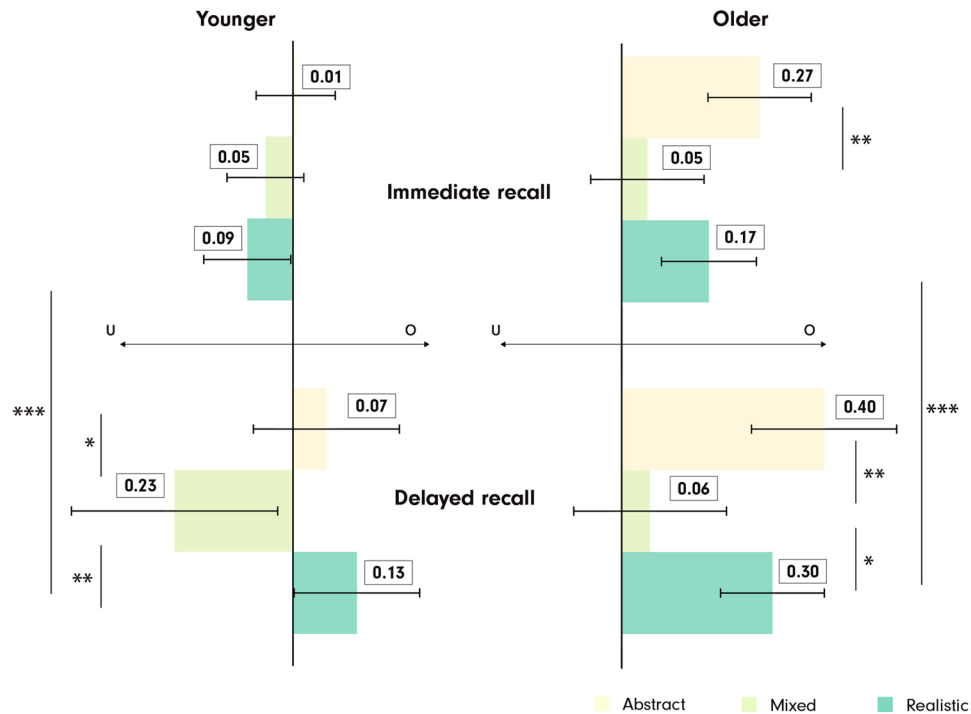 Younger
Older
0.01
0.27
**
0.05
0.05
Immediate recall
0.09
0.17
U
O
U
O
***
***
0.07
0.40
*
**
0.23
0.06
Delayed recall
*
**
0.13
0.30
Abstract
Mixed
Realistic